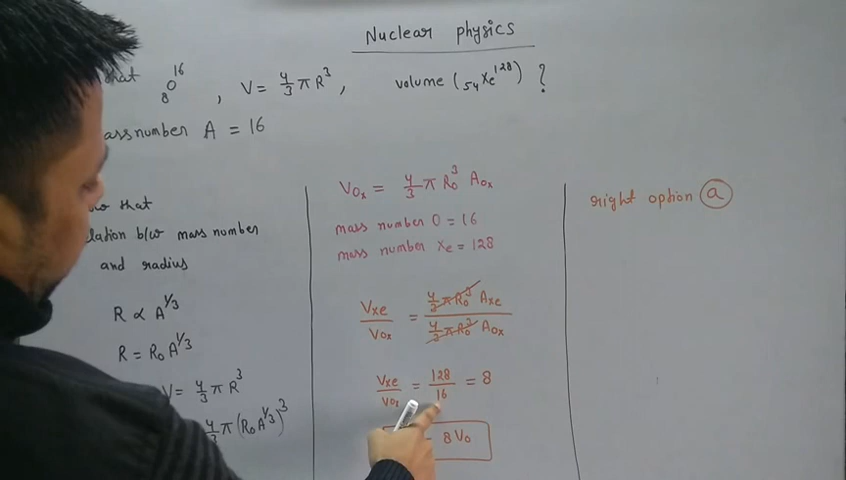 Nuclear physics
that ₈O¹⁶ , V = 4/3 π R³ , volume (₅₄Xe¹²⁸) ?
mass number A = 16
that
relation b/w mass number
and radius
R ∝ A^1/3
R = R₀ A^1/3
V = 4/3 π R³
4/3 π (R₀ A^1/3)³
Vox = 4/3 π R₀³ Aox
mass number O = 16
mass number Xe = 128
Vxe/Vox = 4/3 π R₀³ Axe / 4/3 π R₀³ Aox
Vxe/Vox = 128/16 = 8
8 V₀
right option ⓐ